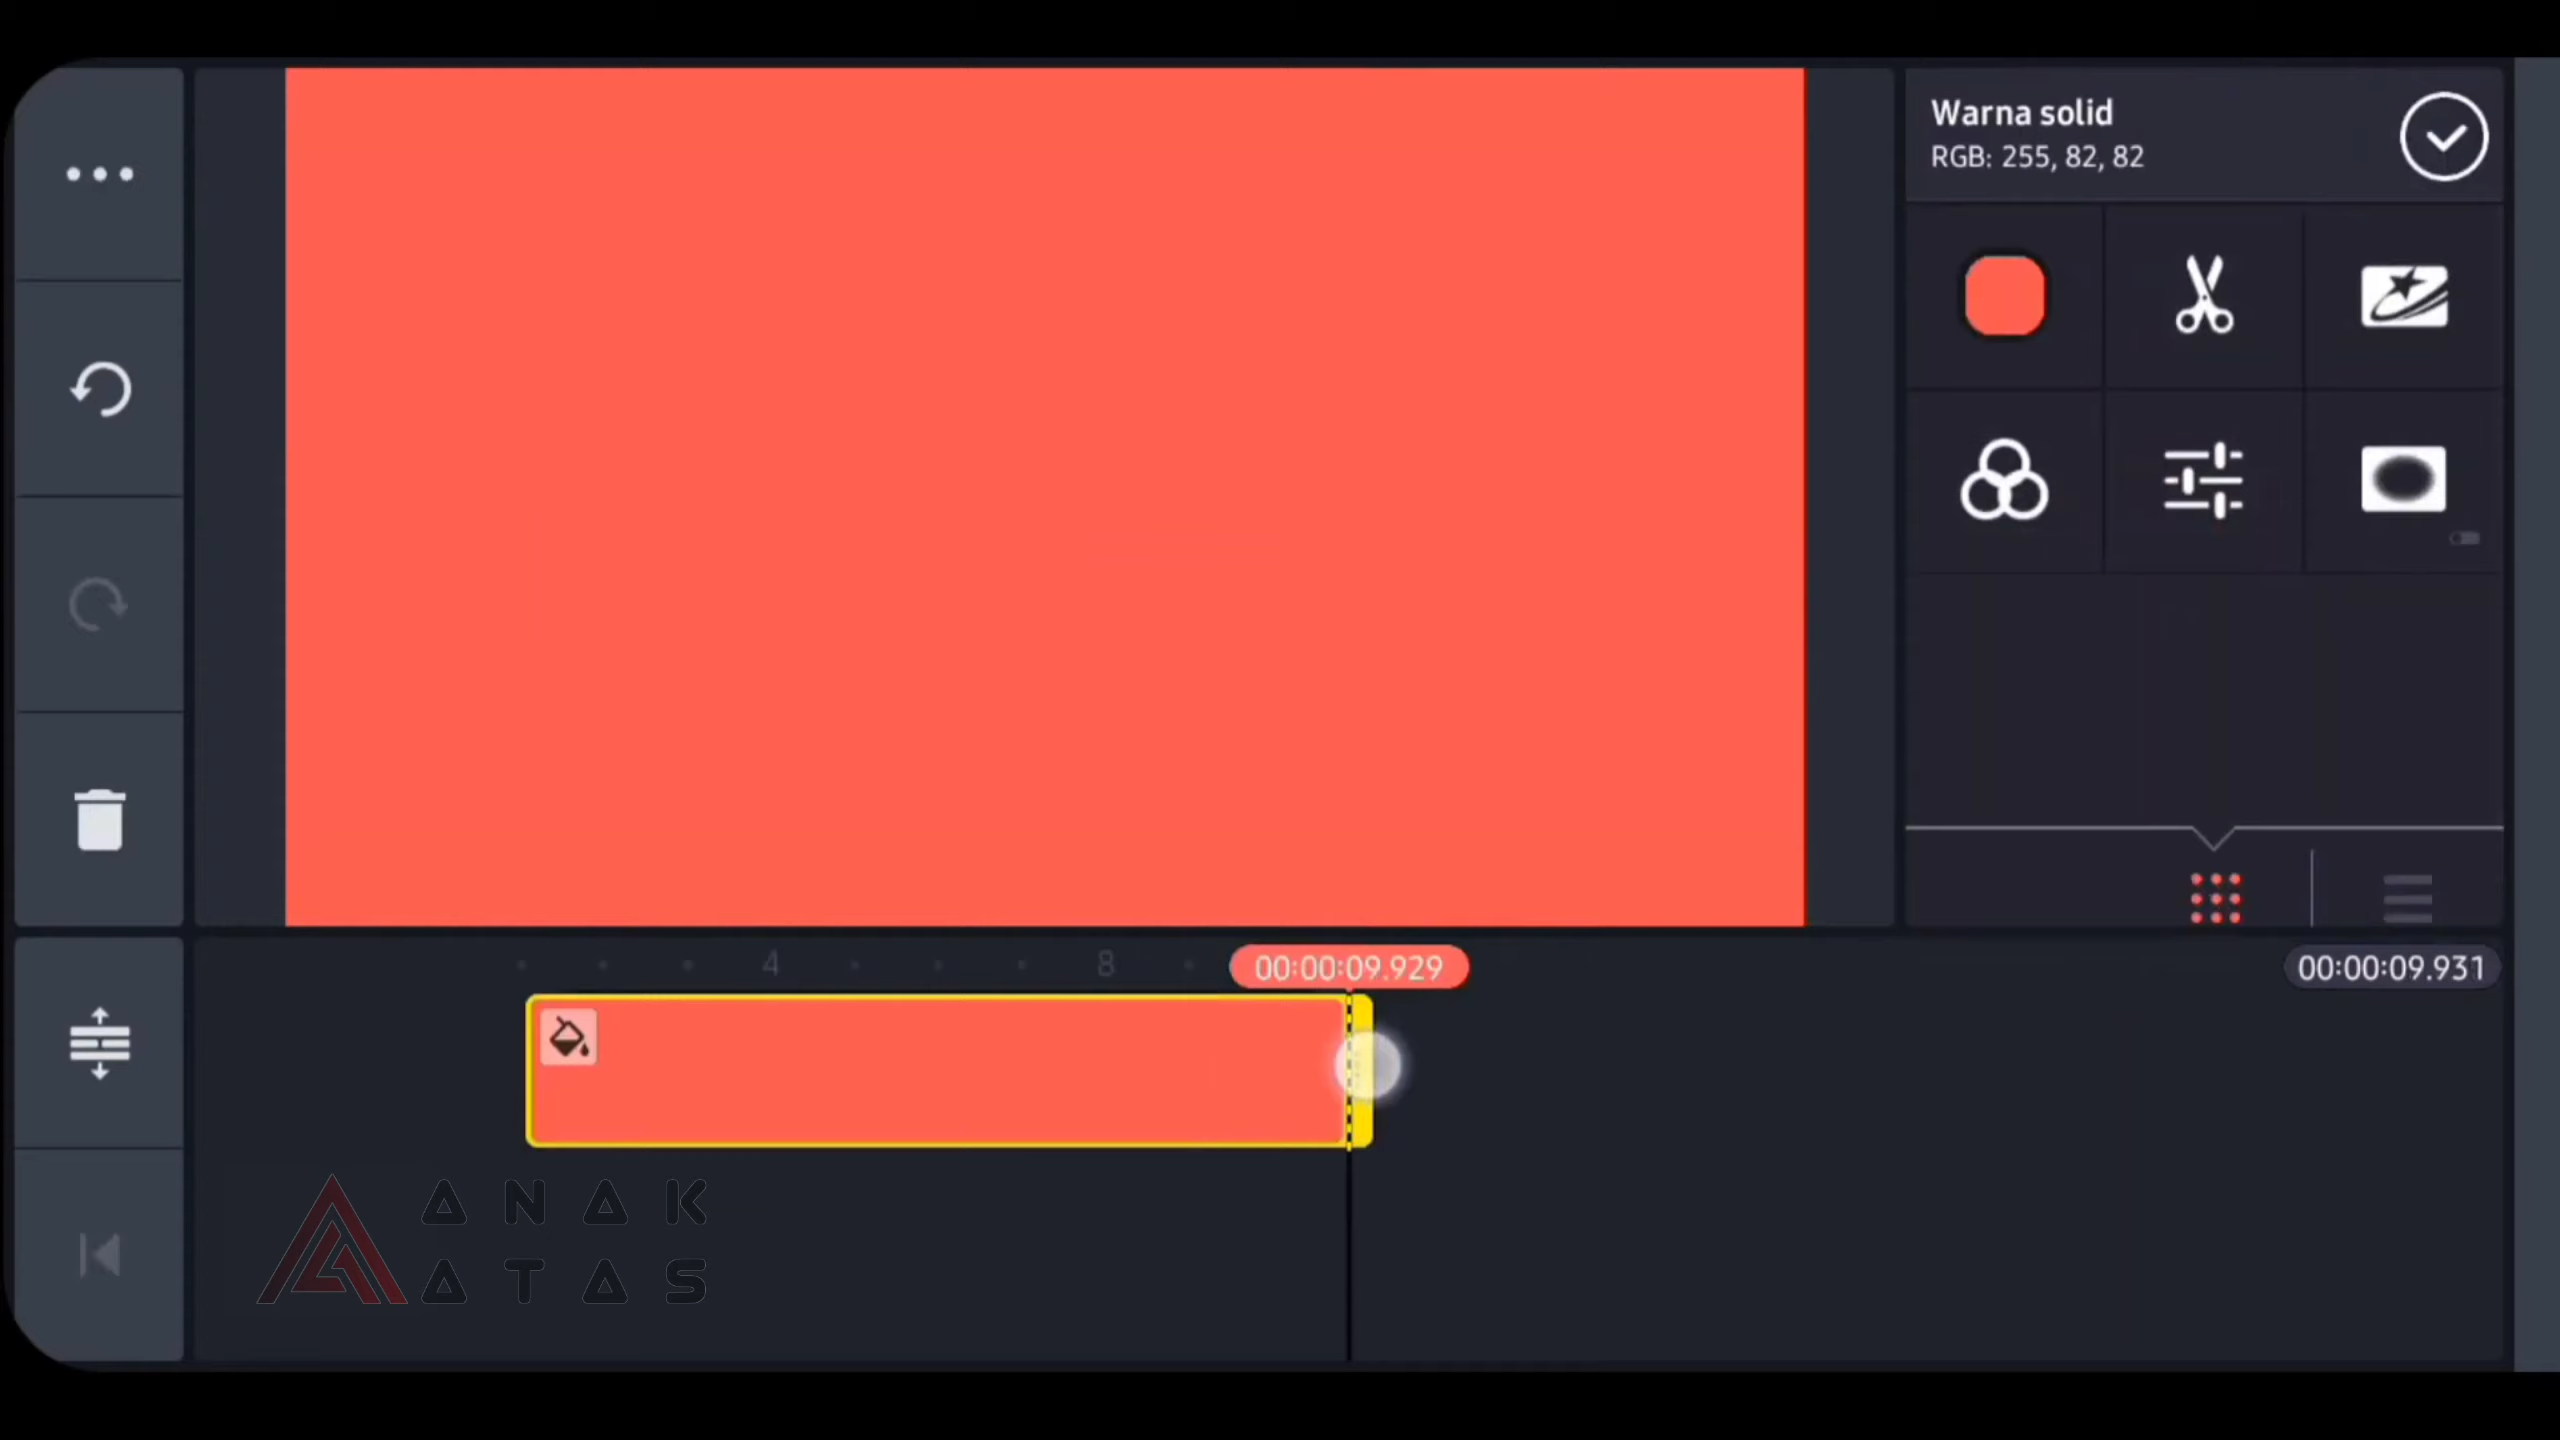 Warna solid
RGB: 255, 82, 82
4
8
00:00:09.929
00:00:09.931
ANAK
ATAS